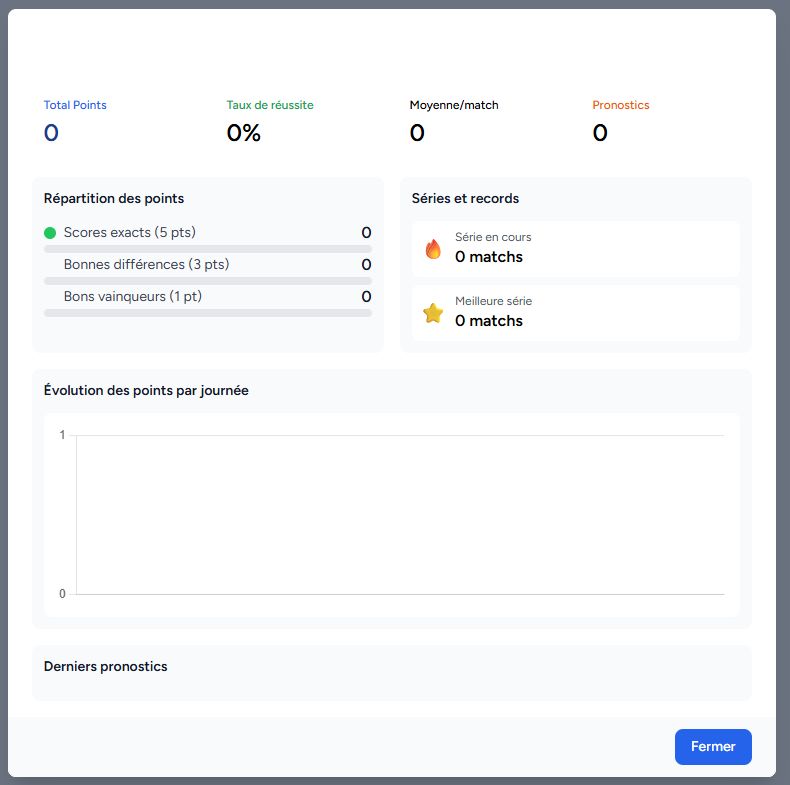 Total Points
Taux de réussite
Moyenne/match
Pronostics
0
0%
0
0
Répartition des points
Scores exacts (5 pts) 0
Bonnes différences (3 pts) 0
Bons vainqueurs (1 pt) 0
Séries et records
Série en cours
0 matchs
Meilleure série
0 matchs
Évolution des points par journée
1
0
Derniers pronostics
Fermer